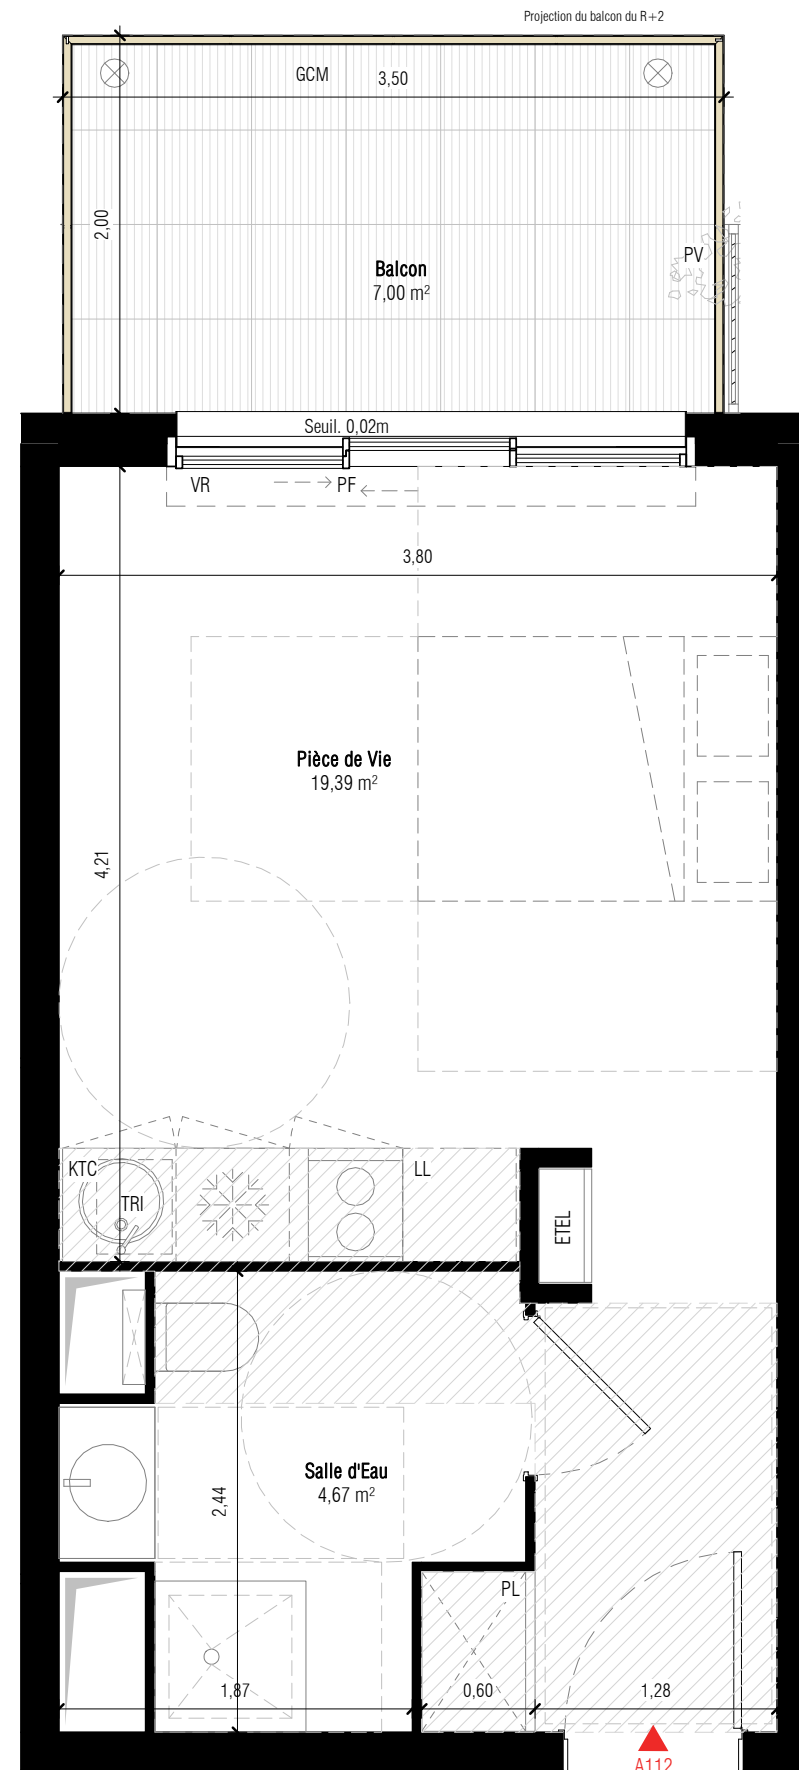 Projection du balcon du R+2
GCM
3,50
2,00
PV
Balcon
7,00 m²
Seuil. 0,02m
VR
PF
3,80
Pièce de Vie
19,39 m²
4,21
KTC
TRI
LL
ETEL
Salle d'Eau
4,67 m²
2,44
PL
1,87
0,60
1,28
A112